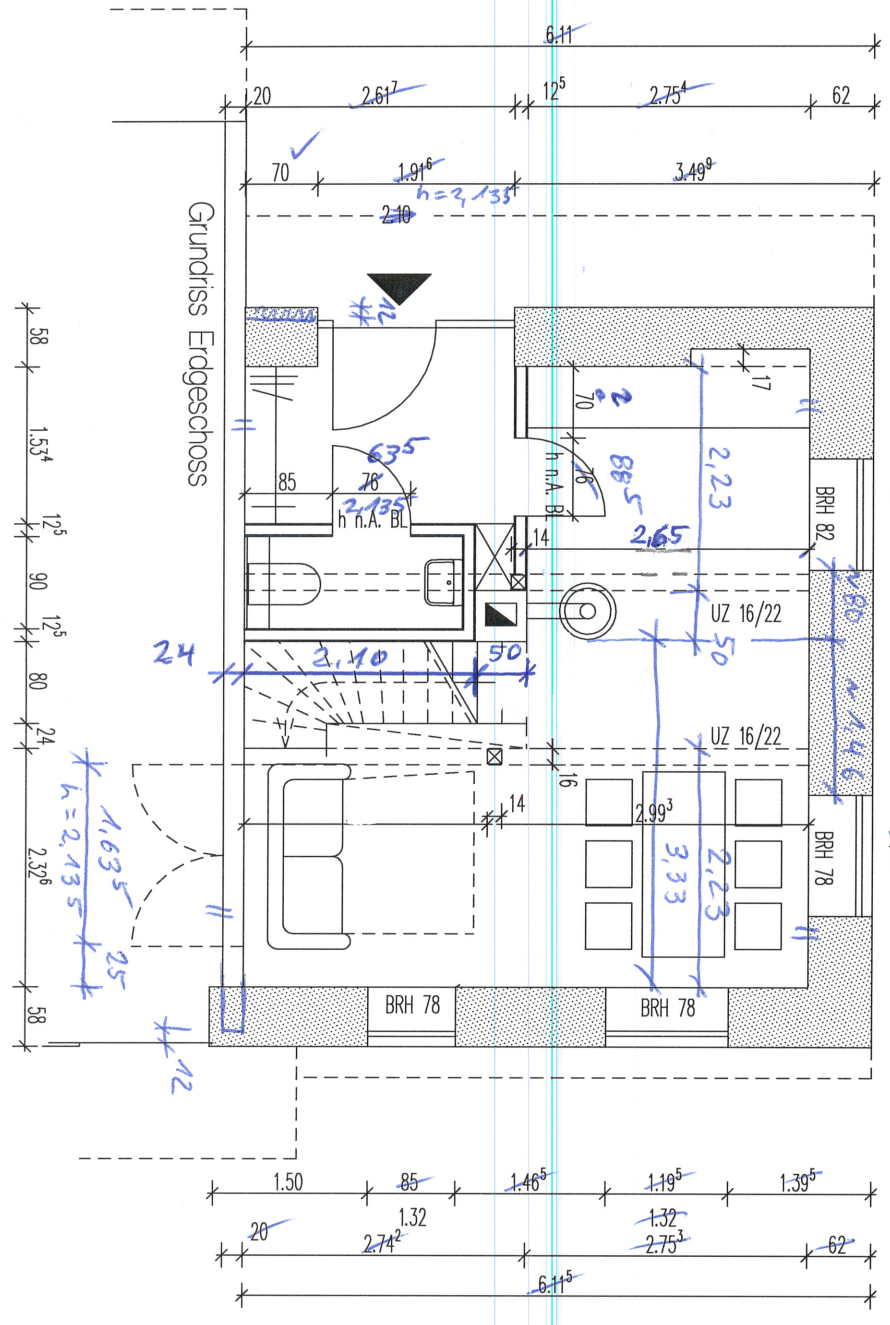 6.11
20 2.61⁷ 12⁵ 2.75⁴ 62
70 1.91⁶ 3.49⁹
h=2,135
2.10
Grundriss Erdgeschoss
12
58
1.53⁴
12⁵
90
12⁵
80
24
2.32⁶
58
17
70
2
76
88⁵
h n.A. BL
2,23
BRH 82
63⁵
85 76
2,135
h n.A. BL
14
2,65
UZ 16/22
50
~80
~1,46
24 2,10 50
UZ 16/22
16
14
2.99³
2,23
3,33
BRH 78
1,63⁵
h=2,135
25
BRH 78
BRH 78
12
1.50 85 1.46⁵ 1.19⁵ 1.39⁵
1.32 1.32
20 2.74² 2.75³ 62
6.11⁵